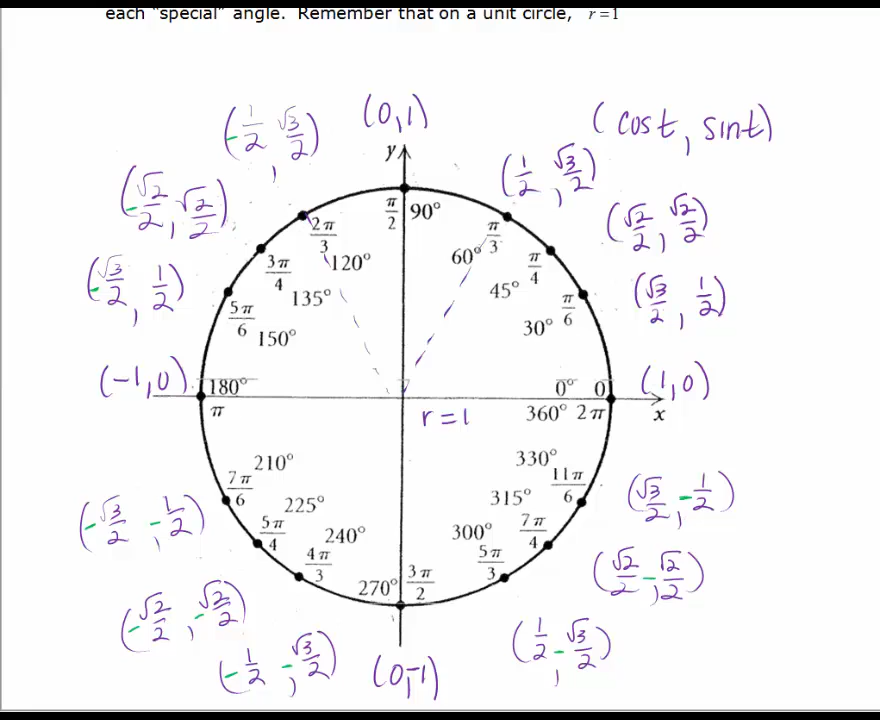 each "special" angle. Remember that on a unit circle, r = 1
(0,1)
(-1/2, √3/2)
(cos t, sin t)
y
(1/2, √3/2)
(-√2/2, √2/2)
π/2 90°
(√2/2, √2/2)
2π/3
π/3
120°
60°
3π/4
π/4
(-√3/2, 1/2)
135°
45°
(√3/2, 1/2)
5π/6
π/6
150°
30°
(-1,0)
180°
0° 0
(1,0)
π
r=1
360° 2π
x
210°
330°
7π/6
11π/6
(√3/2, -1/2)
225°
315°
(-√3/2, -1/2)
5π/4
7π/4
240°
300°
4π/3
5π/3
(√2/2, -√2/2)
270° 3π/2
(-√2/2, -√2/2)
(1/2, -√3/2)
(-1/2, -√3/2)
(0,-1)